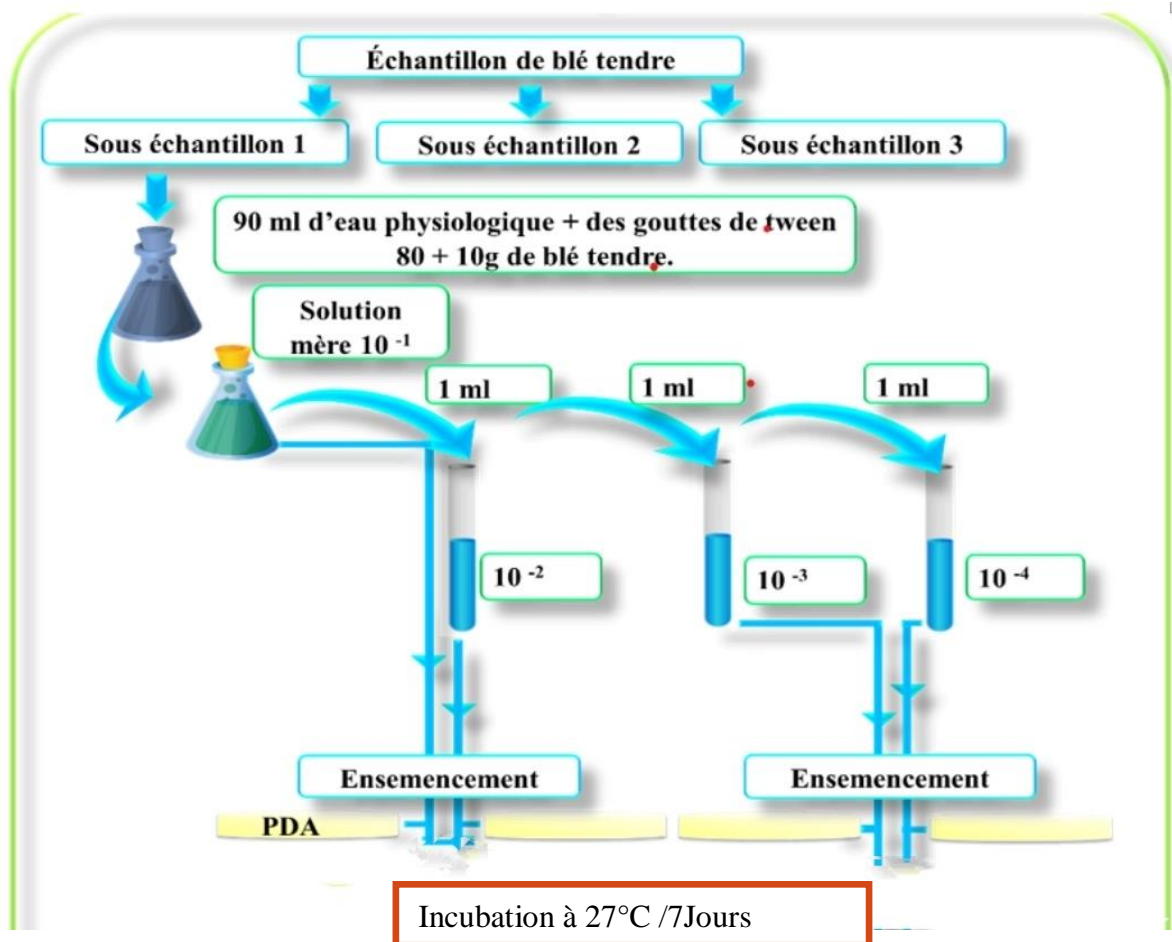 Échantillon de blé tendre
Sous échantillon 1
Sous échantillon 2
Sous échantillon 3
90 ml d’eau physiologique + des gouttes de tween
80 + 10g de blé tendre.
Solution
mère 10 -1
1 ml
1 ml
1 ml
10 -2
10 -3
10 -4
Ensemencement
Ensemencement
PDA
Incubation à 27°C /7Jours